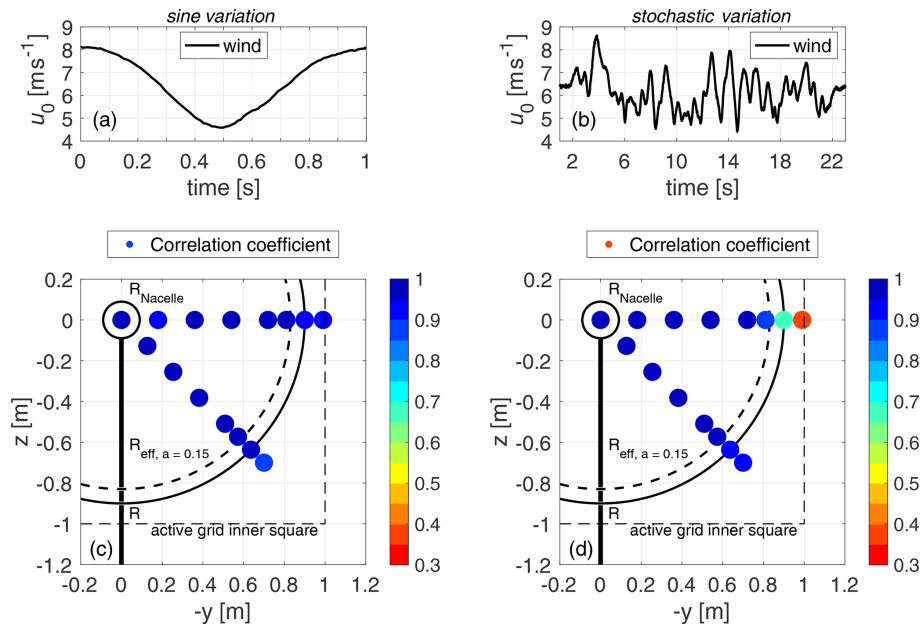 sine variation
wind
u0 [ms-1]
9
8
7
6
5
4
(a)
0 0.2 0.4 0.6 0.8 1
time [s]
stochastic variation
wind
u0 [ms-1]
9
8
7
6
5
4
(b)
2 6 10 14 18 22
time [s]
Correlation coefficient
z [m]
0.2
0
-0.2
-0.4
-0.6
-0.8
-1
-1.2
RNacelle
Reff, a = 0.15
R
active grid inner square
(c)
-0.2 0 0.2 0.4 0.6 0.8 1 1.2
-y [m]
1
0.9
0.8
0.7
0.6
0.5
0.4
0.3
Correlation coefficient
z [m]
0.2
0
-0.2
-0.4
-0.6
-0.8
-1
-1.2
RNacelle
Reff, a = 0.15
R
active grid inner square
(d)
-0.2 0 0.2 0.4 0.6 0.8 1 1.2
-y [m]
1
0.9
0.8
0.7
0.6
0.5
0.4
0.3